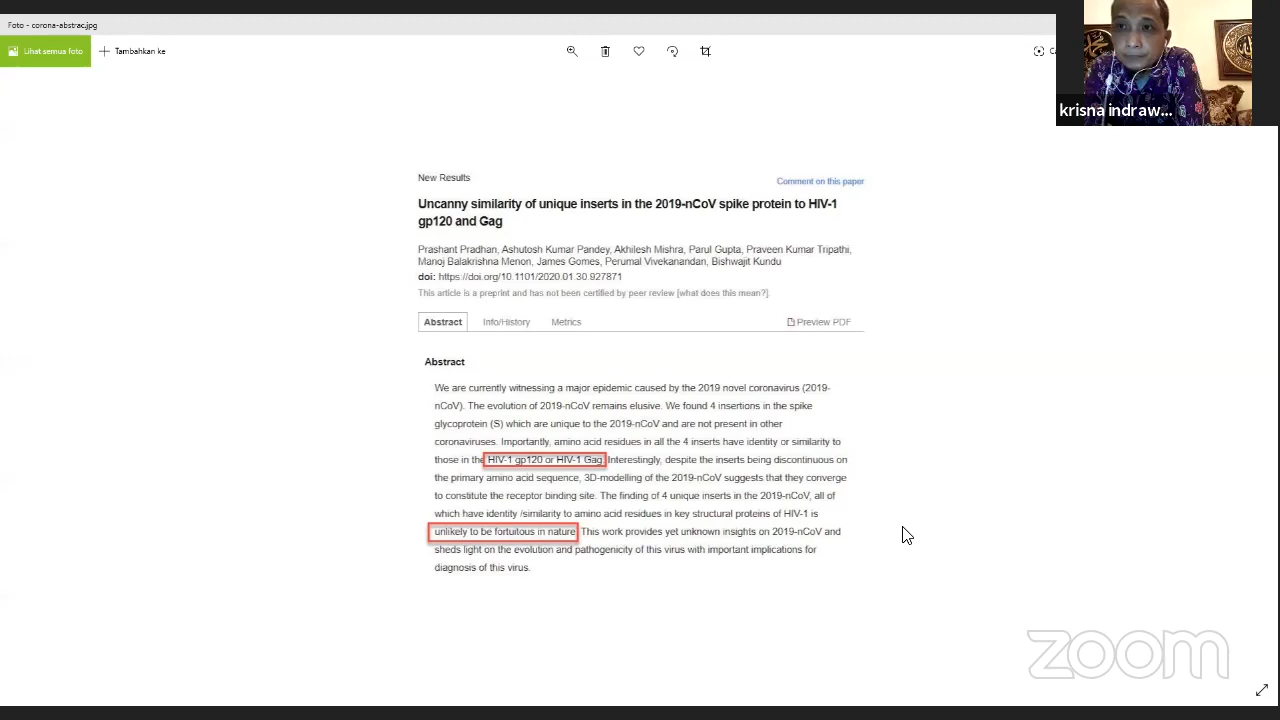 Foto - corona-abstrac.jpg
Lihat semua foto
Tambahkan ke
krisna indraw...
New Results
Comment on this paper
Uncanny similarity of unique inserts in the 2019-nCoV spike protein to HIV-1
gp120 and Gag
Prashant Pradhan, Ashutosh Kumar Pandey, Akhilesh Mishra, Parul Gupta, Praveen Kumar Tripathi,
Manoj Balakrishna Menon, James Gomes, Perumal Vivekanandan, Bishwajit Kundu
doi: https://doi.org/10.1101/2020.01.30.927871
This article is a preprint and has not been certified by peer review [what does this mean?].
Abstract Info/History Metrics Preview PDF
Abstract
We are currently witnessing a major epidemic caused by the 2019 novel coronavirus (2019-
nCoV). The evolution of 2019-nCoV remains elusive. We found 4 insertions in the spike
glycoprotein (S) which are unique to the 2019-nCoV and are not present in other
coronaviruses. Importantly, amino acid residues in all the 4 inserts have identity or similarity to
those in the HIV-1 gp120 or HIV-1 Gag. Interestingly, despite the inserts being discontinuous on
the primary amino acid sequence, 3D-modelling of the 2019-nCoV suggests that they converge
to constitute the receptor binding site. The finding of 4 unique inserts in the 2019-nCoV, all of
which have identity /similarity to amino acid residues in key structural proteins of HIV-1 is
unlikely to be fortuitous in nature. This work provides yet unknown insights on 2019-nCoV and
sheds light on the evolution and pathogenicity of this virus with important implications for
diagnosis of this virus.
zoom